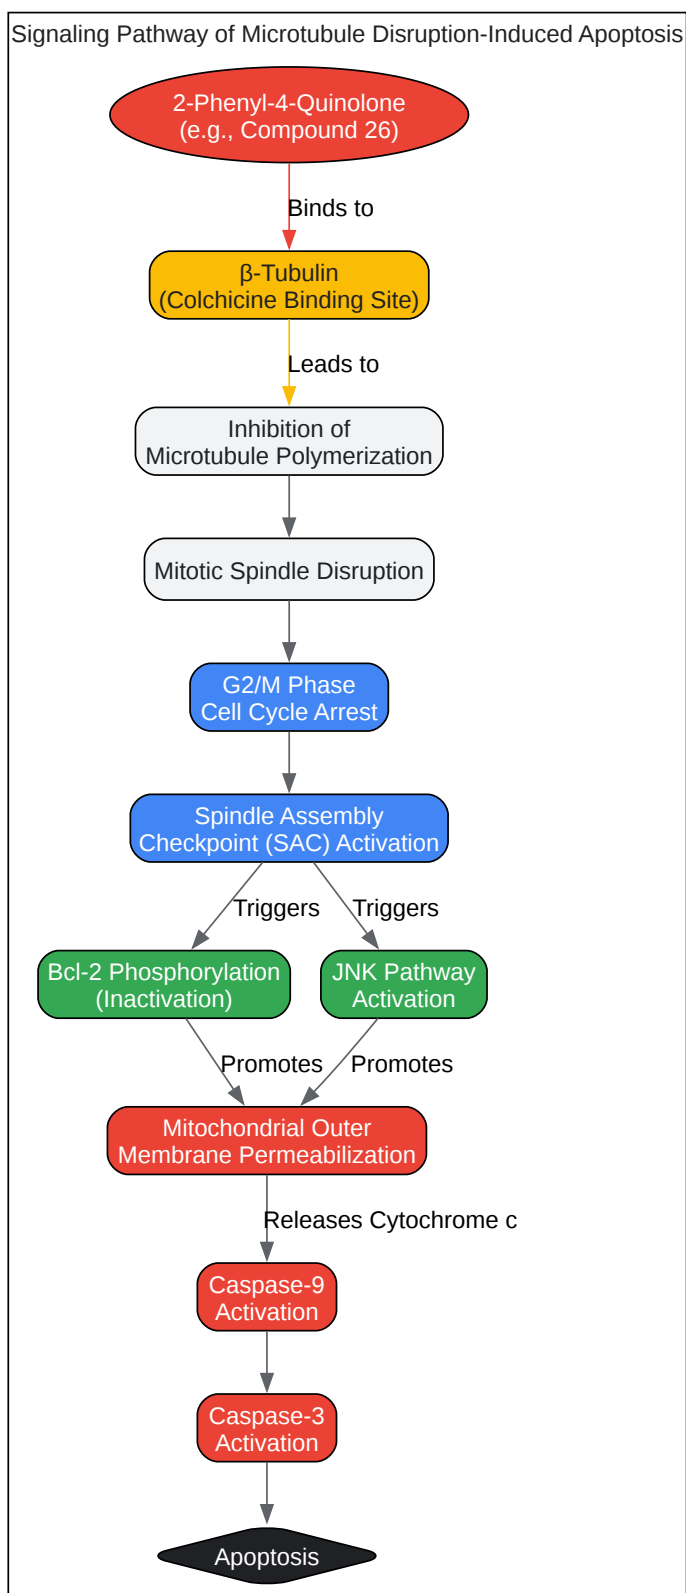 Signaling Pathway of Microtubule Disruption-Induced Apoptosis
2-Phenyl-4-Quinolone
(e.g., Compound 26)
Binds to
β-Tubulin
(Colchicine Binding Site)
Leads to
Inhibition of
Microtubule Polymerization
Mitotic Spindle Disruption
G2/M Phase
Cell Cycle Arrest
Spindle Assembly
Checkpoint (SAC) Activation
Triggers
Triggers
Bcl-2 Phosphorylation
(Inactivation)
JNK Pathway
Activation
Promotes
Promotes
Mitochondrial Outer
Membrane Permeabilization
Releases Cytochrome c
Caspase-9
Activation
Caspase-3
Activation
Apoptosis